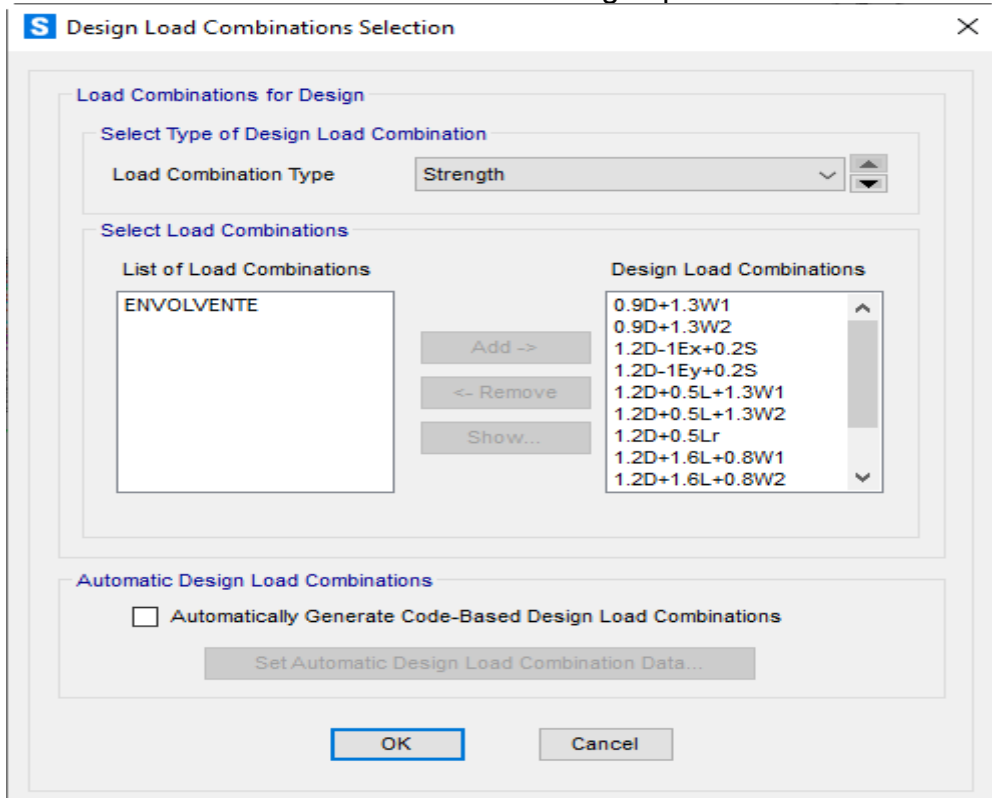 S Design Load Combinations Selection
Load Combinations for Design
Select Type of Design Load Combination
Load Combination Type Strength
Select Load Combinations
List of Load Combinations Design Load Combinations
ENVOLVENTE
0.9D+1.3W1
0.9D+1.3W2
1.2D-1Ex+0.2S
1.2D-1Ey+0.2S
1.2D+0.5L+1.3W1
1.2D+0.5L+1.3W2
1.2D+0.5Lr
1.2D+1.6L+0.8W1
1.2D+1.6L+0.8W2
Add ->
<- Remove
Show...
Automatic Design Load Combinations
Automatically Generate Code-Based Design Load Combinations
Set Automatic Design Load Combination Data...
OK Cancel